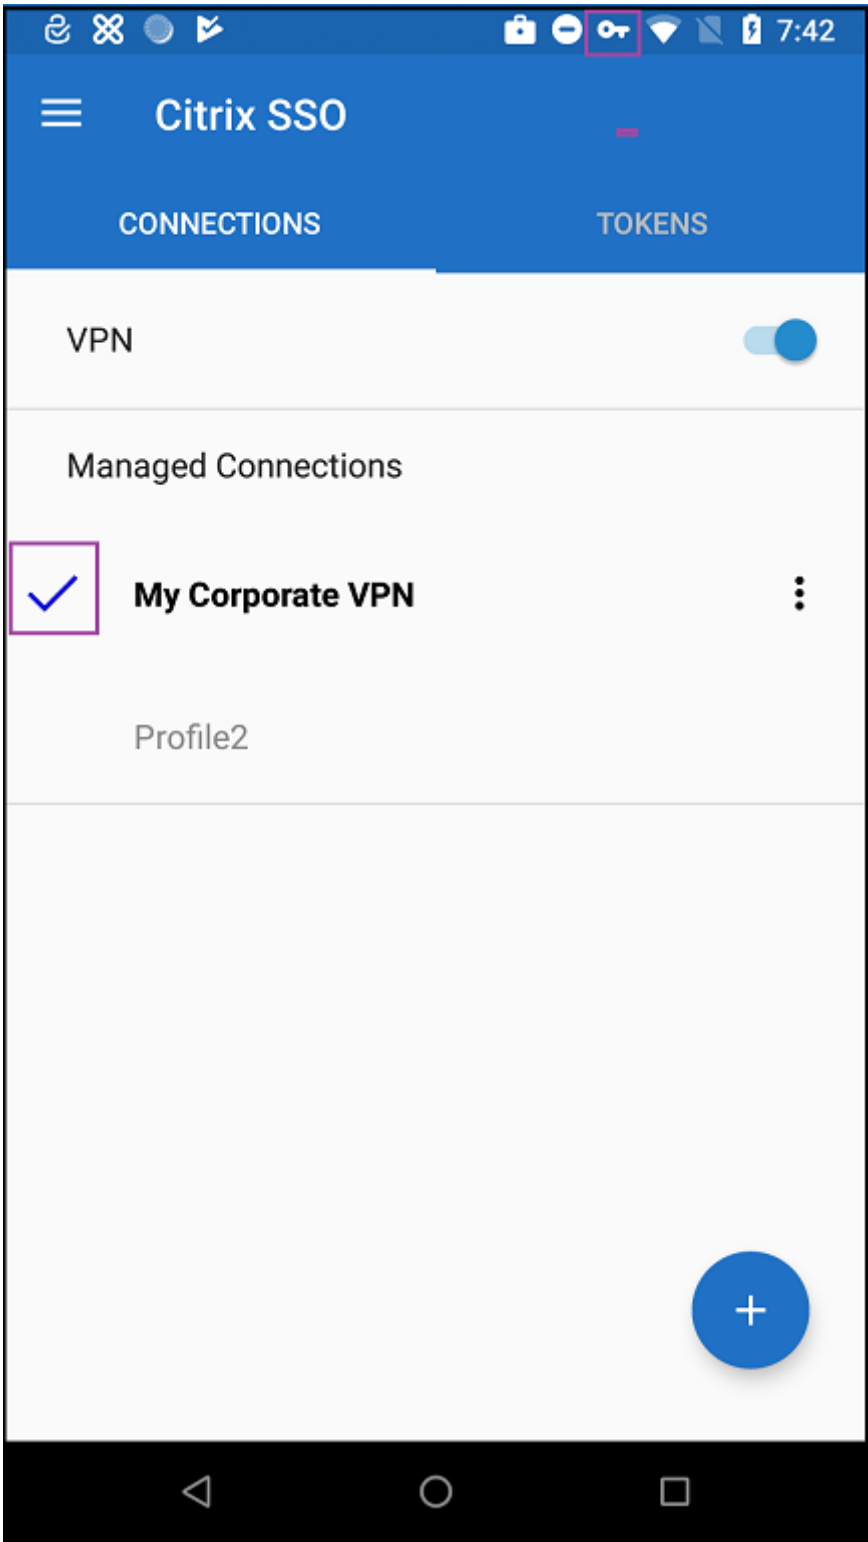 7:42
Citrix SSO
CONNECTIONS TOKENS
VPN
Managed Connections
My Corporate VPN
Profile2